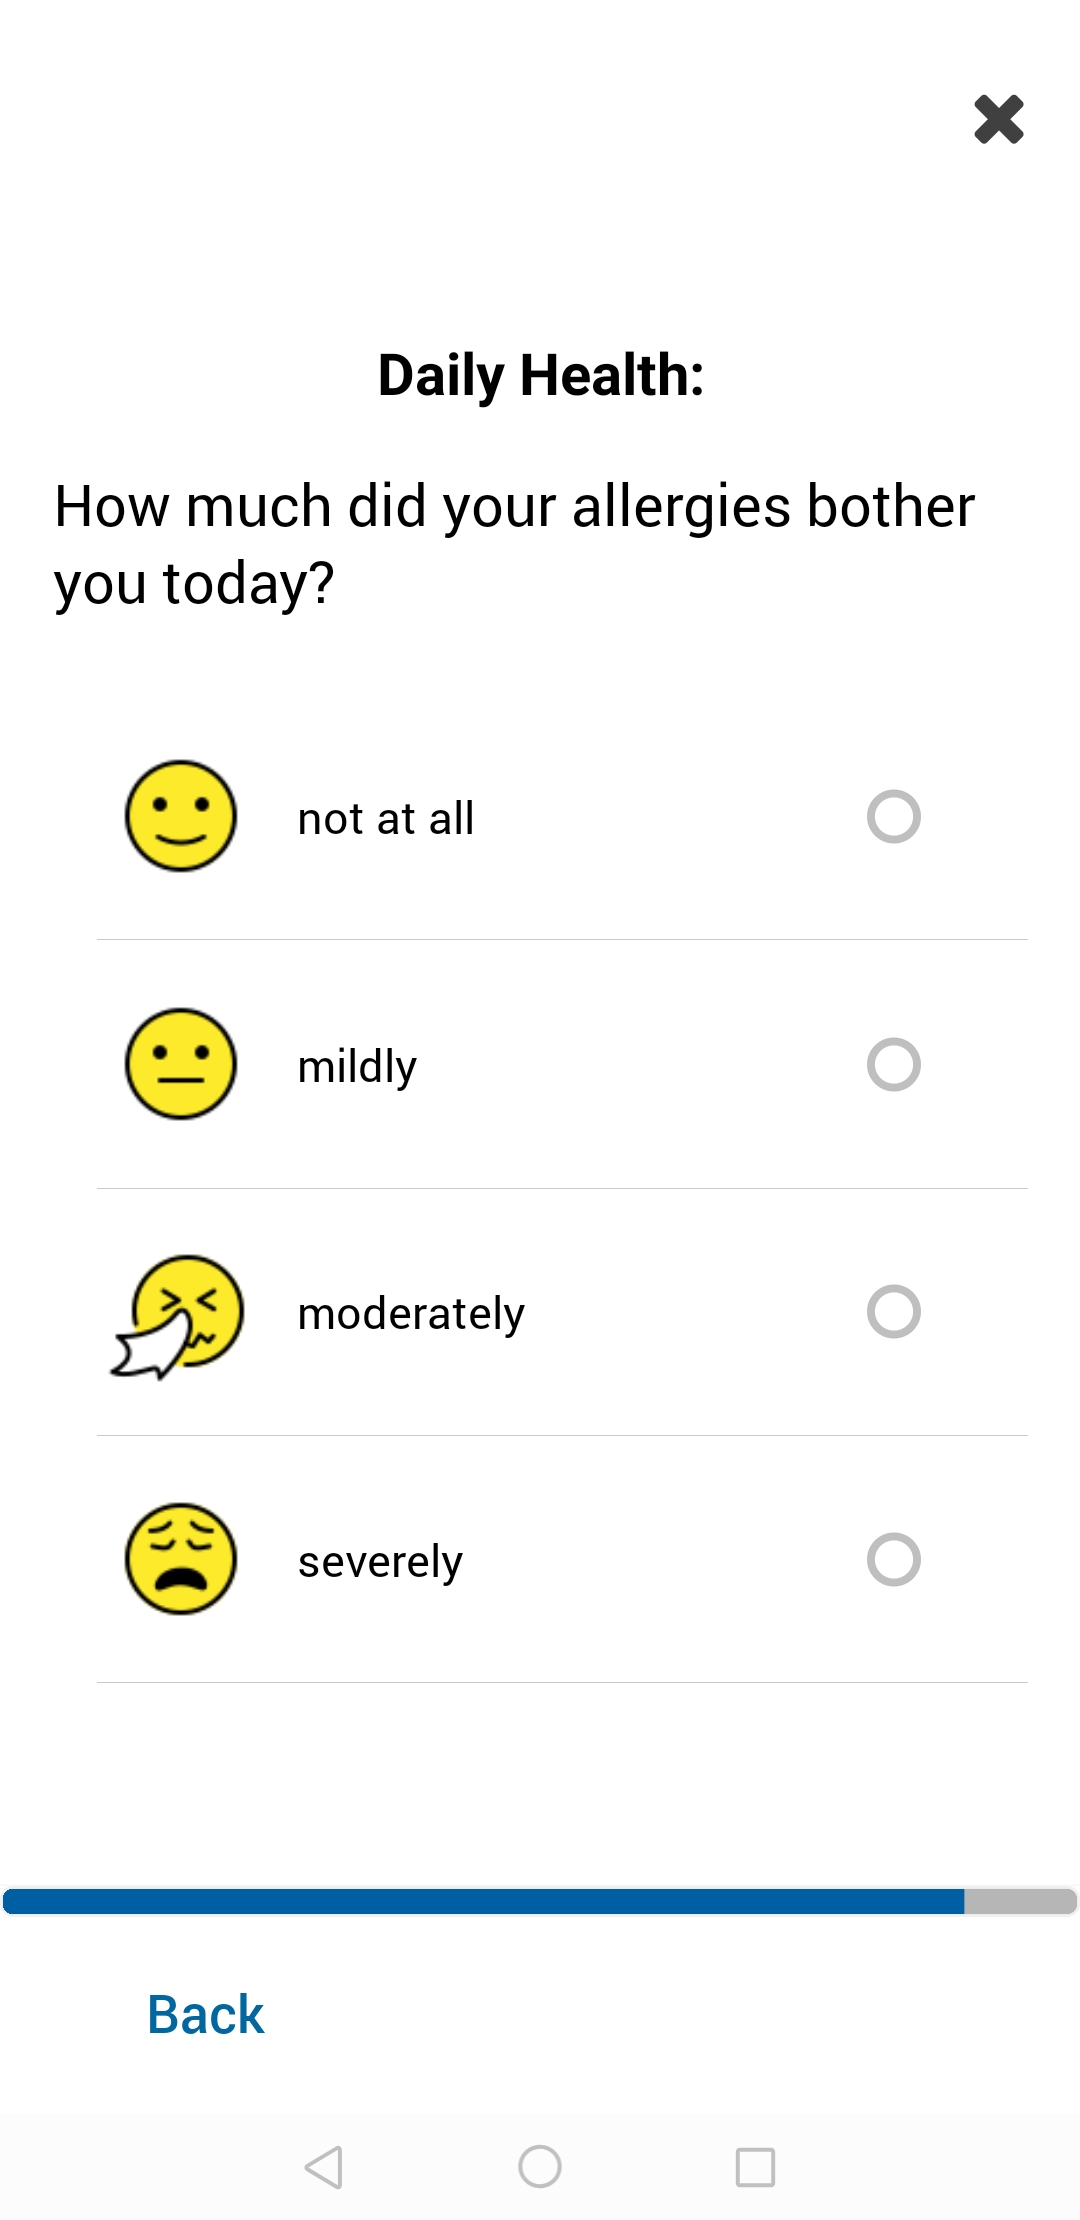 Daily Health:
How much did your allergies bother
you today?
not at all
mildly
moderately
severely
Back